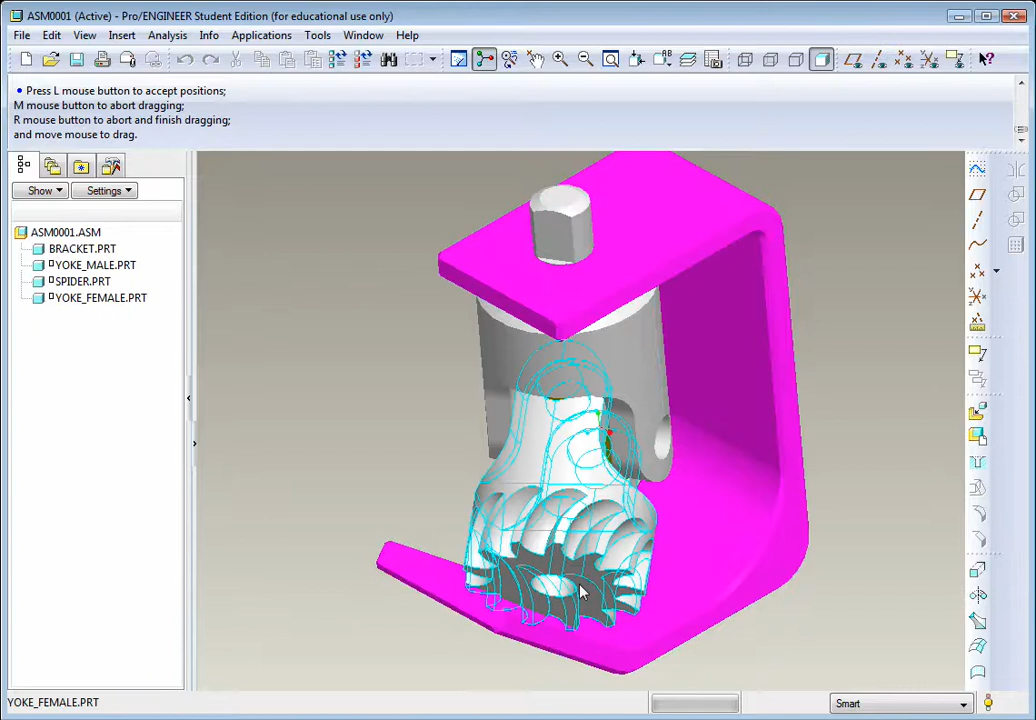 ASM0001 (Active) - Pro/ENGINEER Student Edition (for educational use only)
File Edit View Insert Analysis Info Applications Tools Window Help
Press L mouse button to accept positions;
M mouse button to abort dragging;
R mouse button to abort and finish dragging;
and move mouse to drag.
Show Settings
ASM0001.ASM
BRACKET.PRT
YOKE_MALE.PRT
SPIDER.PRT
YOKE_FEMALE.PRT
YOKE_FEMALE.PRT
Smart